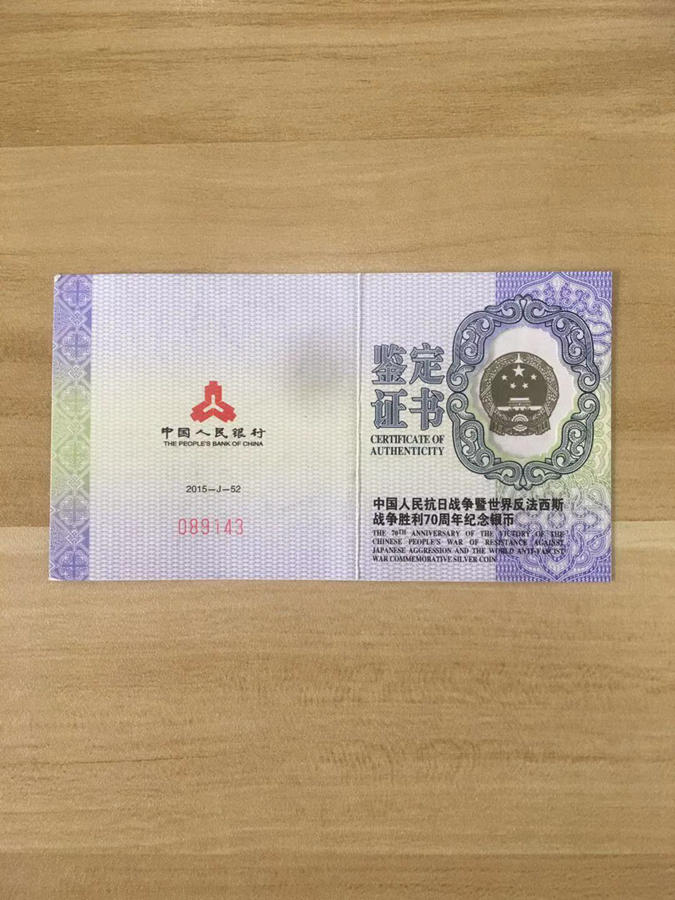 中国人民银行
THE PEOPLE'S BANK OF CHINA
2015—J—52
089143
鉴定
证书
CERTIFICATE OF
AUTHENTICITY
中国人民抗日战争暨世界反法西斯
战争胜利70周年纪念银币
THE 70TH ANNIVERSARY OF THE VICTORY OF THE
CHINESE PEOPLE'S WAR OF RESISTANCE AGAINST
JAPANESE AGGRESSION AND THE WORLD ANTI-FASCIST
WAR COMMEMORATIVE SILVER COIN